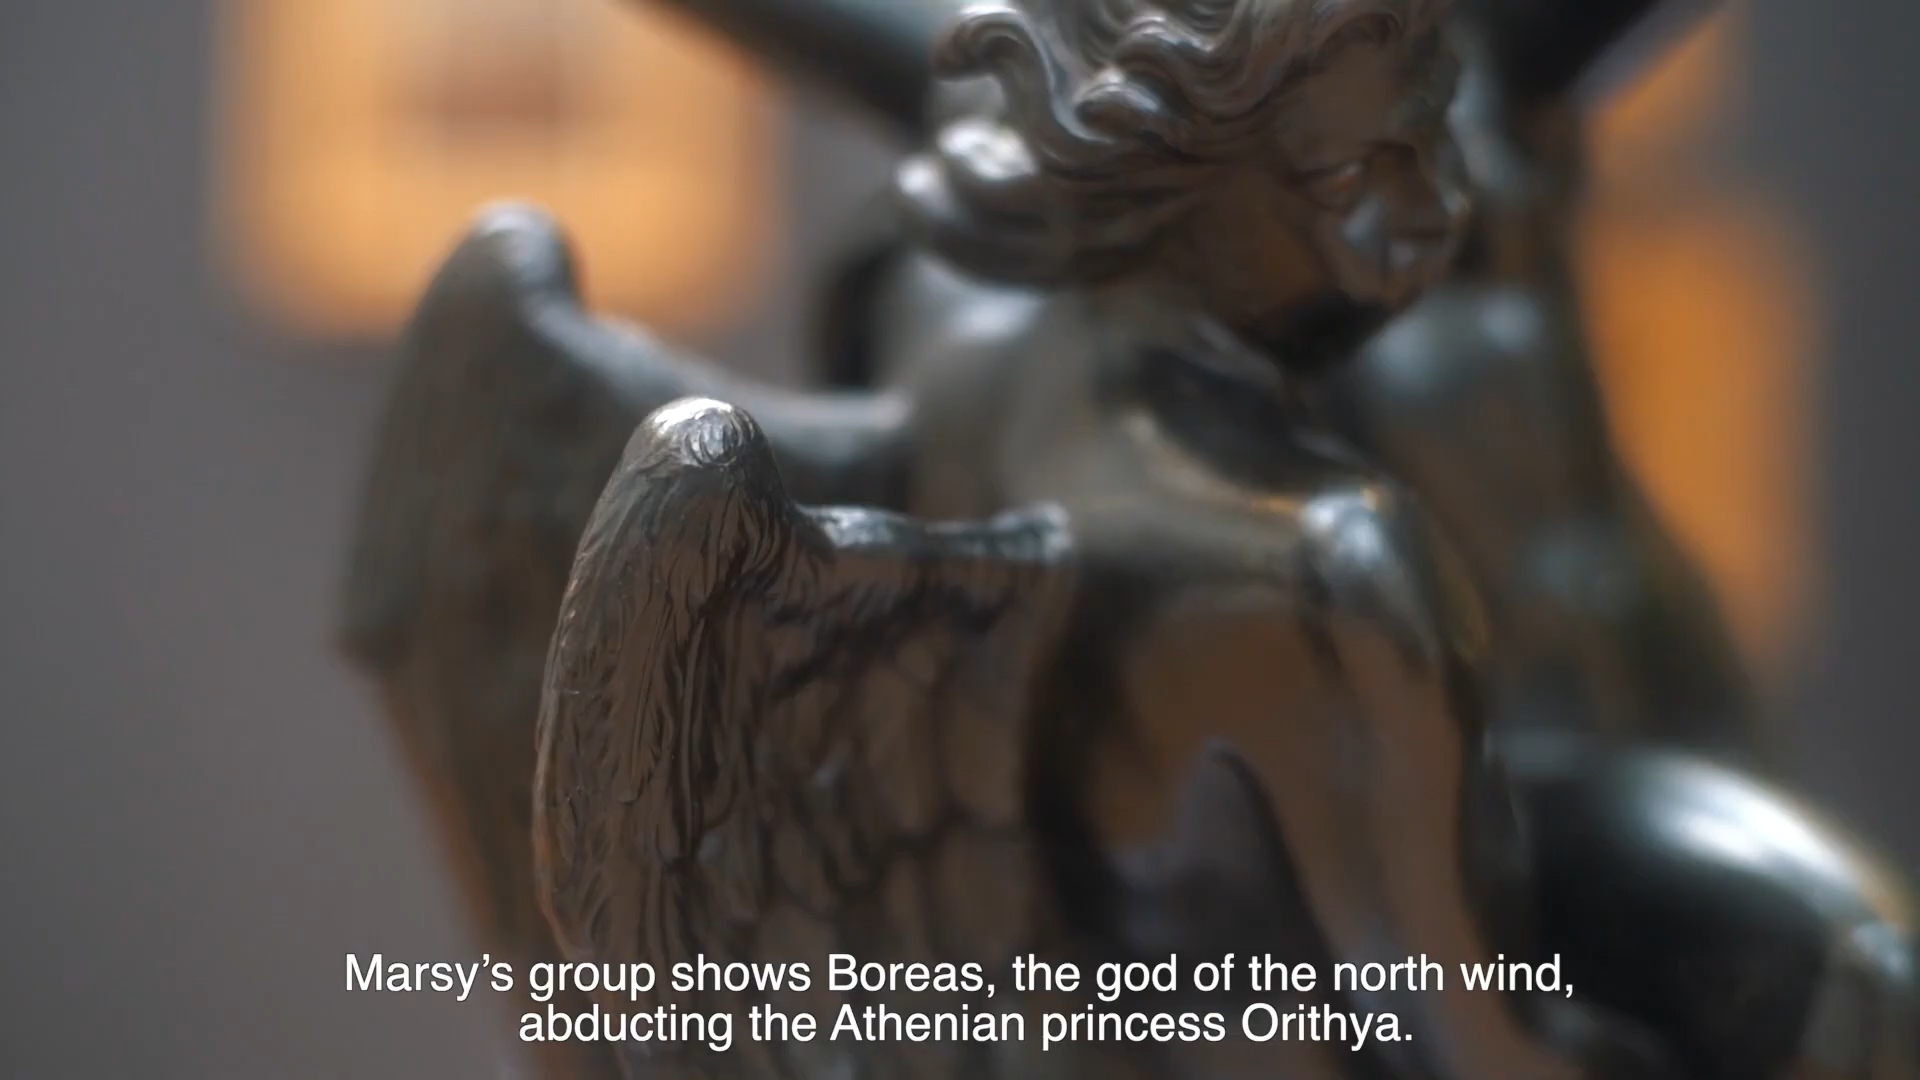 Marsy’s group shows Boreas, the god of the north wind,
abducting the Athenian princess Orithya.